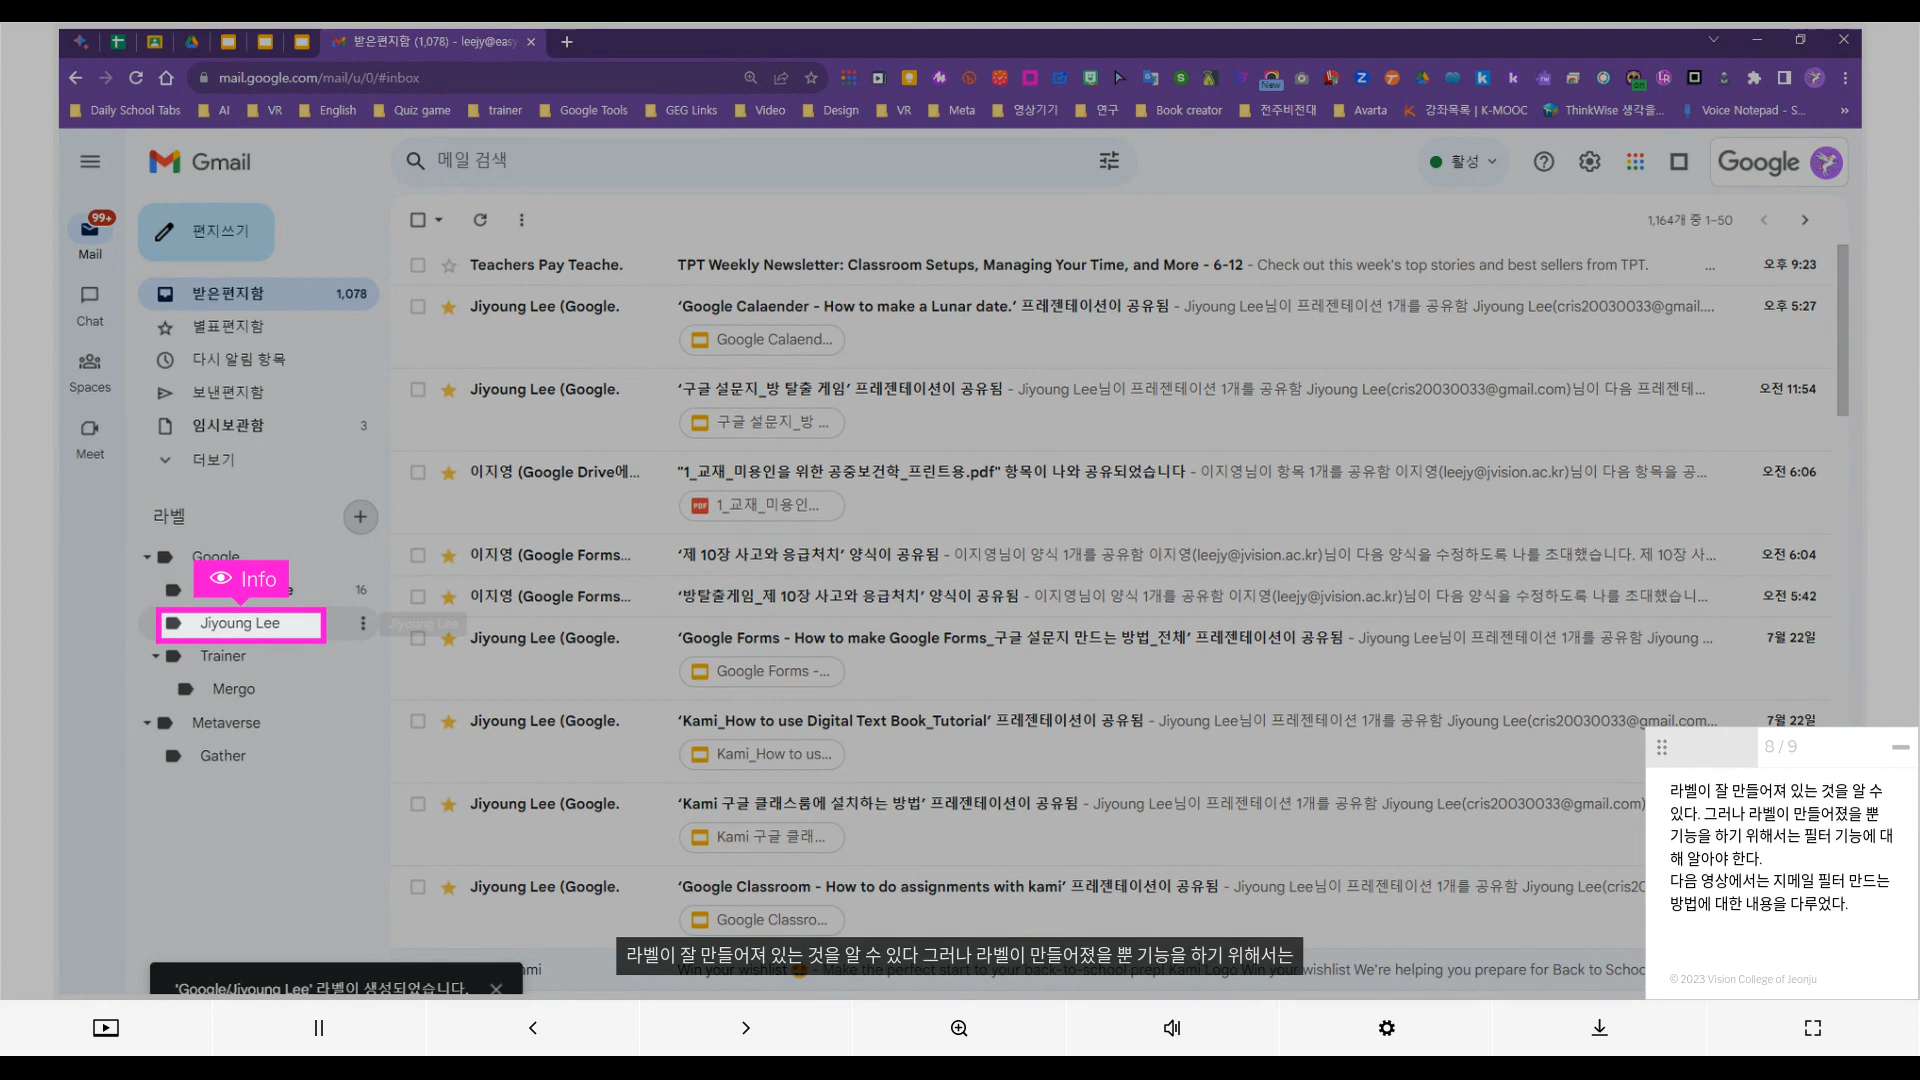 받은편지함 (1,078) - leejy@easy
mail.google.com/mail/u/0/#inbox
New
on
Daily School Tabs AI VR English Quiz game trainer Google Tools GEG Links Video Design VR Meta 영상기기 연구 Book creator 전주비전대 Avarta 강좌목록 | K-MOOC ThinkWise 생각을... Voice Notepad - S... »
Gmail
메일 검색
활성
Google
99+
Mail
Chat
Spaces
Meet
편지쓰기
받은편지함 1,078
별표편지함
다시 알림 항목
보낸편지함
임시보관함 3
더보기
라벨
Google
Info
e 16
Jiyoung Lee
Jiyoung Lee
Trainer
Mergo
Metaverse
Gather
1,164개 중 1–50
Teachers Pay Teache. TPT Weekly Newsletter: Classroom Setups, Managing Your Time, and More - 6-12 - Check out this week's top stories and best sellers from TPT. ... 오후 9:23
Jiyoung Lee (Google. ‘Google Calaender - How to make a Lunar date.’ 프레젠테이션이 공유됨 - Jiyoung Lee님이 프레젠테이션 1개를 공유함 Jiyoung Lee(cris20030033@gmail.... 오후 5:27
Google Calaend...
Jiyoung Lee (Google. ‘구글 설문지_방 탈출 게임’ 프레젠테이션이 공유됨 - Jiyoung Lee님이 프레젠테이션 1개를 공유함 Jiyoung Lee(cris20030033@gmail.com)님이 다음 프레젠테... 오전 11:54
구글 설문지_방 ...
이지영 (Google Drive에... "1_교재_미용인을 위한 공중보건학_프린트용.pdf" 항목이 나와 공유되었습니다 - 이지영님이 항목 1개를 공유함 이지영(leejy@jvision.ac.kr)님이 다음 항목을 공... 오전 6:06
PDF 1_교재_미용인...
이지영 (Google Forms... ‘제 10장 사고와 응급처치’ 양식이 공유됨 - 이지영님이 양식 1개를 공유함 이지영(leejy@jvision.ac.kr)님이 다음 양식을 수정하도록 나를 초대했습니다. 제 10장 사... 오전 6:04
이지영 (Google Forms... ‘방탈출게임_제 10장 사고와 응급처치’ 양식이 공유됨 - 이지영님이 양식 1개를 공유함 이지영(leejy@jvision.ac.kr)님이 다음 양식을 수정하도록 나를 초대했습니... 오전 5:42
Jiyoung Lee (Google. ‘Google Forms - How to make Google Forms_구글 설문지 만드는 방법_전체’ 프레젠테이션이 공유됨 - Jiyoung Lee님이 프레젠테이션 1개를 공유함 Jiyoung ... 7월 22일
Google Forms -...
Jiyoung Lee (Google. ‘Kami_How to use Digital Text Book_Tutorial’ 프레젠테이션이 공유됨 - Jiyoung Lee님이 프레젠테이션 1개를 공유함 Jiyoung Lee(cris20030033@gmail.com... 7월 22일
Kami_How to us...
Jiyoung Lee (Google. ‘Kami 구글 클래스룸에 설치하는 방법’ 프레젠테이션이 공유됨 - Jiyoung Lee님이 프레젠테이션 1개를 공유함 Jiyoung Lee(cris20030033@gmail.com)
Kami 구글 클래...
Jiyoung Lee (Google. ‘Google Classroom - How to do assignments with kami’ 프레젠테이션이 공유됨 - Jiyoung Lee님이 프레젠테이션 1개를 공유함 Jiyoung Lee(cris20
Google Classro...
Win your wishlist - Make the perfect start to your back-to-school prep! Kami Logo Win your wishlist We're helping you prepare for Back to Schoo
라벨이 잘 만들어져 있는 것을 알 수 있다 그러나 라벨이 만들어졌을 뿐 기능을 하기 위해서는
'Google/Jiyoung Lee' 라벨이 생성되었습니다.
8 / 9
라벨이 잘 만들어져 있는 것을 알 수
있다. 그러나 라벨이 만들어졌을 뿐
기능을 하기 위해서는 필터 기능에 대
해 알아야 한다.
다음 영상에서는 지메일 필터 만드는
방법에 대한 내용을 다루었다.
© 2023 Vision College of Jeonju